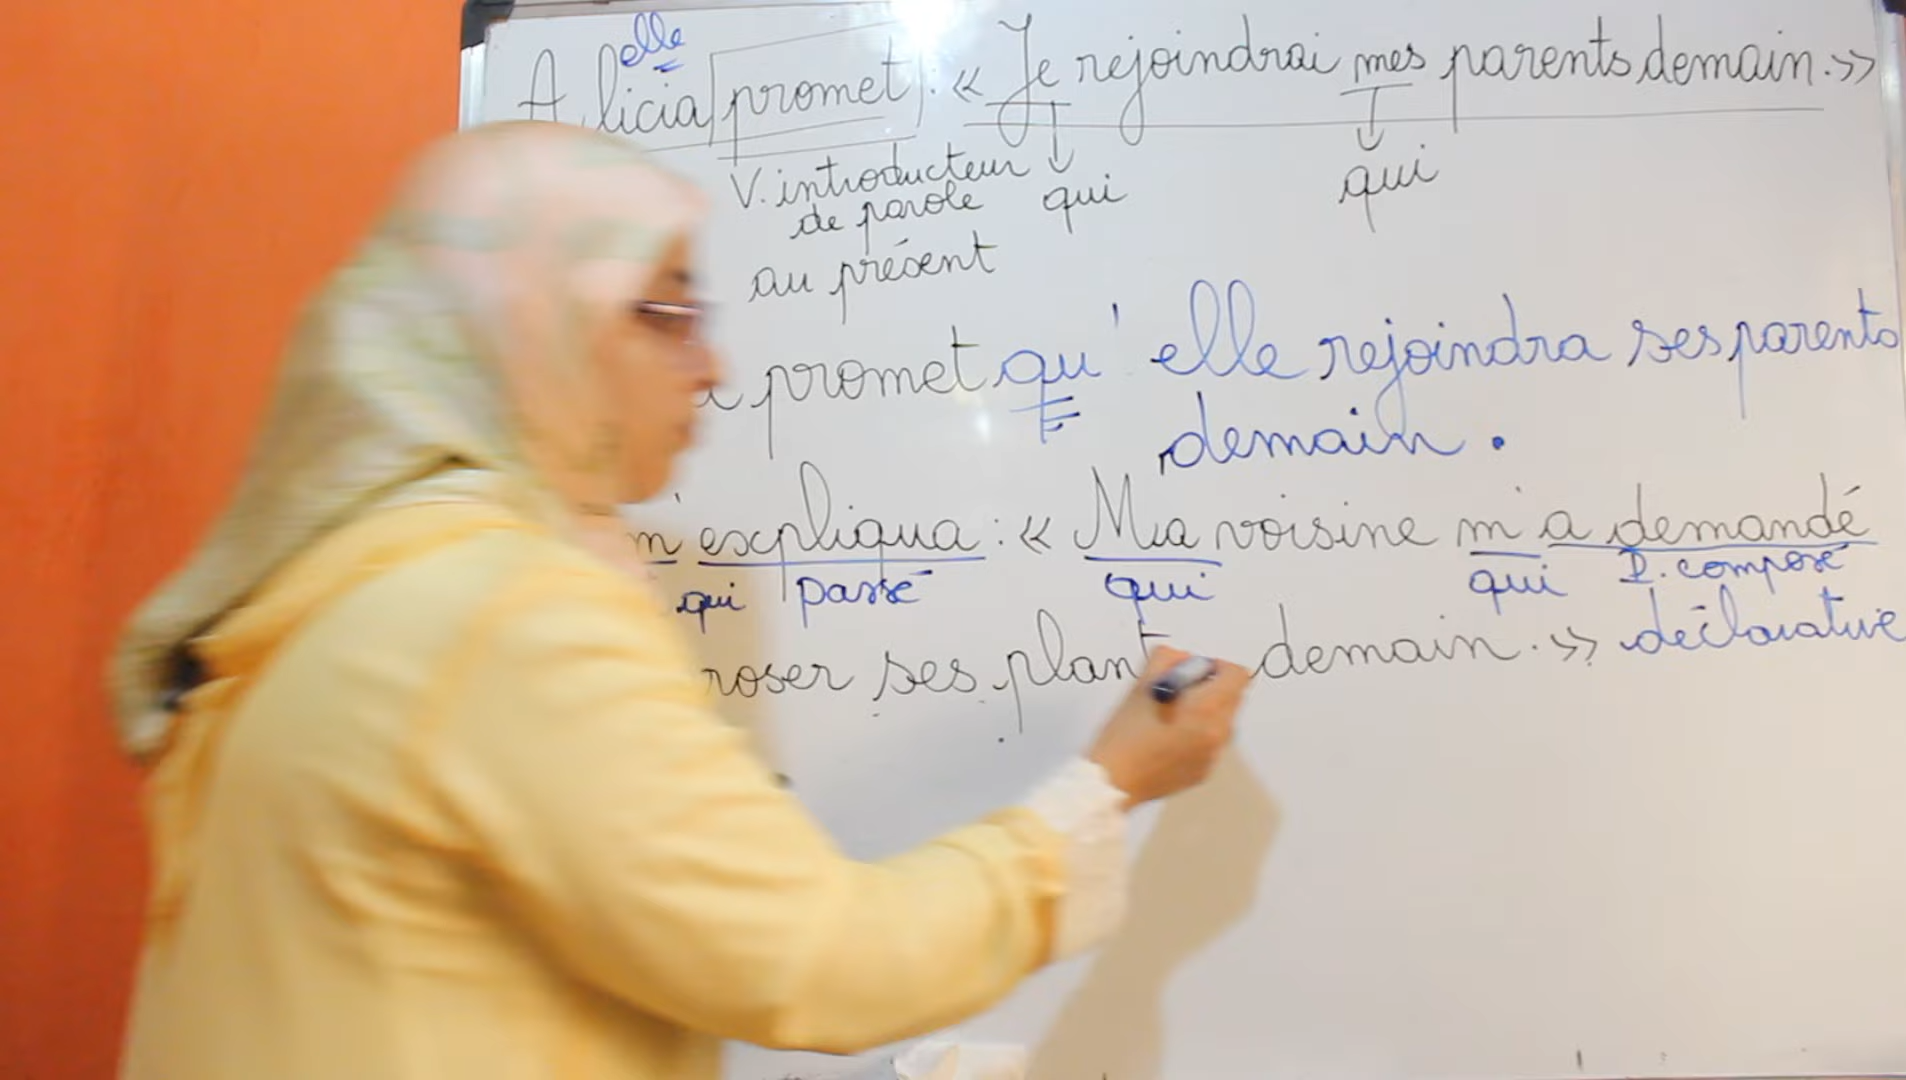 elle
Alicia promet : « Je rejoindrai mes parents demain. »
V. introducteur qui qui
de parole
au présent
promet qu' elle rejoindra ses parents
demain.
m'expliqua : « Ma voisine m'a demandé
qui passé qui qui P. composé
roser ses plant demain. » déclarative